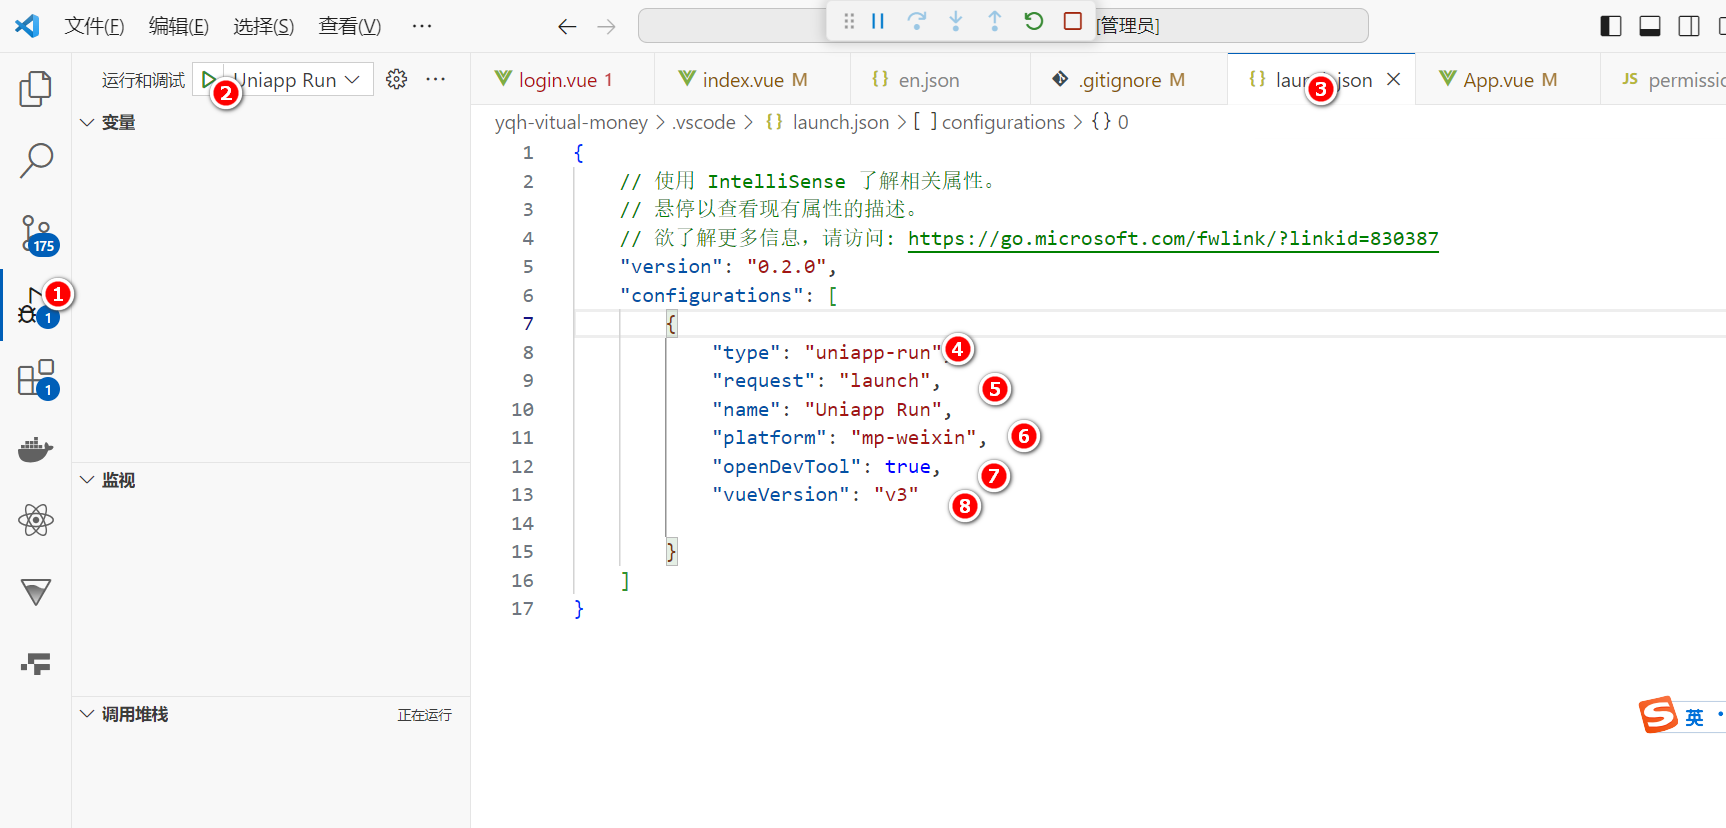 文件(F) 编辑(E) 选择(S) 查看(V) ··· [管理员]
运行和调试 Uniapp Run
2
login.vue 1 index.vue M en.json .gitignore M json App.vue M JS
3
变量
yqh-vitual-money > .vscode > {} launch.json > [ ] configurations > {} 0
1 {
2 // 使用 IntelliSense 了解相关属性。
3 // 悬停以查看现有属性的描述。
4 // 欲了解更多信息，请访问: https://go.microsoft.com/fwlink/?linkid=830387
5 "version": "0.2.0",
6 "configurations": [
7 {
8 "type": "uniapp-run"
4
9 "request": "launch",
5
10 "name": "Uniapp Run",
11 "platform": "mp-weixin",
6
12 "openDevTool": true,
7
13 "vueVersion": "v3"
8
14
15 }
16 ]
17 }
175
1
1
1
监视
调用堆栈 正在运行
S 英